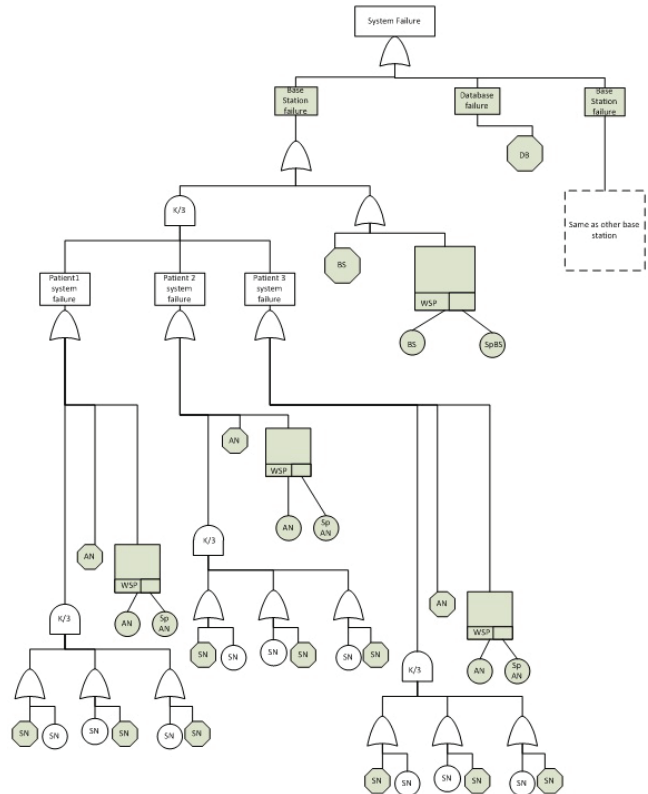 System Failure
Base
Station
failure
Database
failure
Base
Station
failure
DB
K/3
Same as other base
station
BS
WSP
BS
SpBS
Patient1
system
failure
Patient 2
system
failure
Patient 3
system
failure
AN
WSP
AN
Sp
AN
K/3
SN
SN
SN
SN
SN
SN
AN
WSP
AN
Sp
AN
K/3
SN
SN
SN
SN
SN
SN
AN
WSP
AN
Sp
AN
K/3
SN
SN
SN
SN
SN
SN